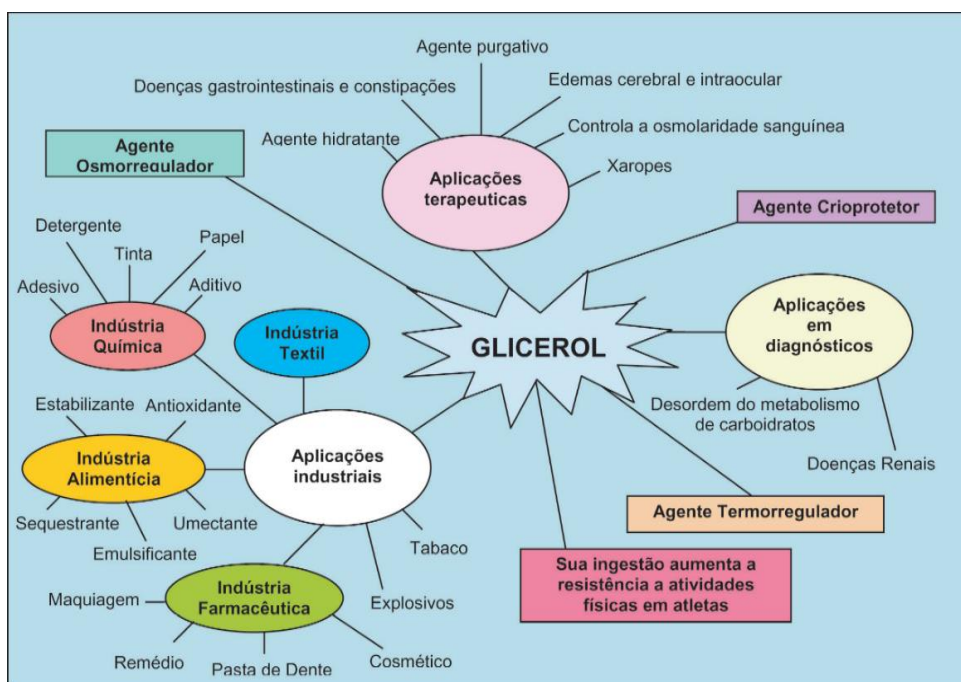 Agente purgativo
Doenças gastrointestinais e constipações
Edemas cerebral e intraocular
Agente hidratante
Controla a osmolaridade sanguínea
Xaropes
Aplicações
terapeuticas
Agente
Osmorregulador
Agente Crioprotetor
Detergente
Tinta
Papel
Adesivo
Aditivo
Indústria
Química
Indústria
Textil
GLICEROL
Aplicações
em
diagnósticos
Desordem do metabolismo
de carboidratos
Doenças Renais
Estabilizante
Antioxidante
Indústria
Alimentícia
Sequestrante
Emulsificante
Umectante
Aplicações
industriais
Tabaco
Explosivos
Agente Termorregulador
Sua ingestão aumenta a
resistência a atividades
físicas em atletas
Indústria
Farmacêutica
Maquiagem
Remédio
Pasta de Dente
Cosmético